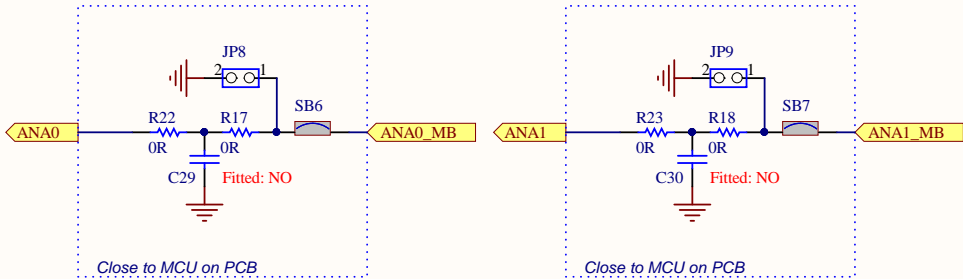 JP8
2 1
SB6
ANA0
R22
R17
ANA0_MB
0R
0R
C29
Fitted: NO
Close to MCU on PCB
JP9
2 1
SB7
ANA1
R23
R18
ANA1_MB
0R
0R
C30
Fitted: NO
Close to MCU on PCB